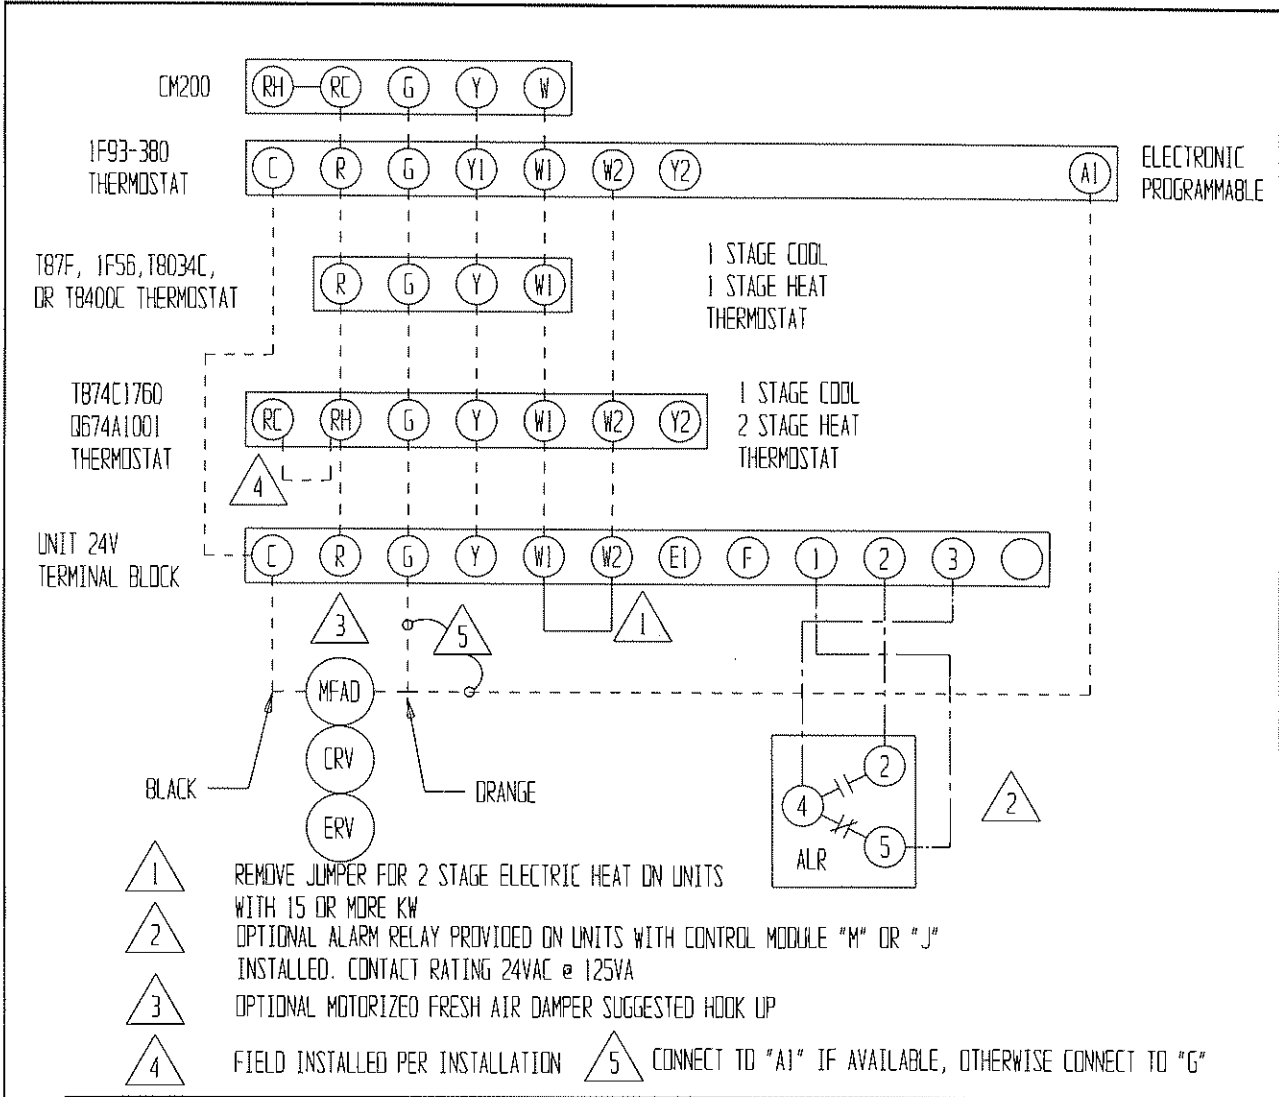 CM200
RH RC G Y W
1F93-380
THERMOSTAT
C R G Y1 W1 W2 Y2 A1
ELECTRONIC
PROGRAMMABLE
T87F, 1F56,T8034C,
OR T8400C THERMOSTAT
R G Y W1
1 STAGE COOL
1 STAGE HEAT
THERMOSTAT
T874C1760
Q674A1001
THERMOSTAT
RC RH G Y W1 W2 Y2
1 STAGE COOL
2 STAGE HEAT
THERMOSTAT
4
UNIT 24V
TERMINAL BLOCK
C R G Y W1 W2 E1 F 1 2 3
3
5
1
MFAD
CRV
ERV
BLACK
ORANGE
2
4
5
ALR
2
1 REMOVE JUMPER FOR 2 STAGE ELECTRIC HEAT ON UNITS
WITH 15 OR MORE KW
2 OPTIONAL ALARM RELAY PROVIDED ON UNITS WITH CONTROL MODULE "M" OR "J"
INSTALLED. CONTACT RATING 24VAC @ 125VA
3 OPTIONAL MOTORIZED FRESH AIR DAMPER SUGGESTED HOOK UP
4 FIELD INSTALLED PER INSTALLATION 5 CONNECT TO "A1" IF AVAILABLE, OTHERWISE CONNECT TO "G"